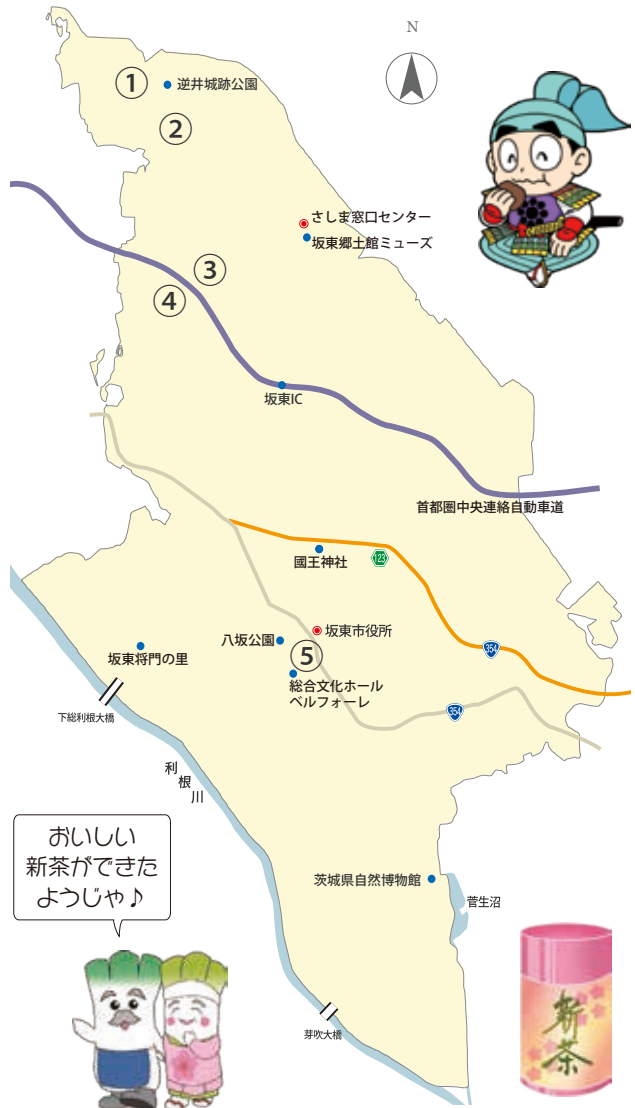 N
①
逆井城跡公園
②
さしま窓口センター
坂東郷土館ミューズ
③
④
坂東IC
首都圏中央連絡自動車道
國王神社
123
坂東市役所
八坂公園
⑤
354
坂東将門の里
総合文化ホール
ベルフォーレ
354
下総利根大橋
利根川
おいしい
新茶ができた
ようじゃ♪
茨城県自然博物館
菅生沼
新茶
芽吹大橋